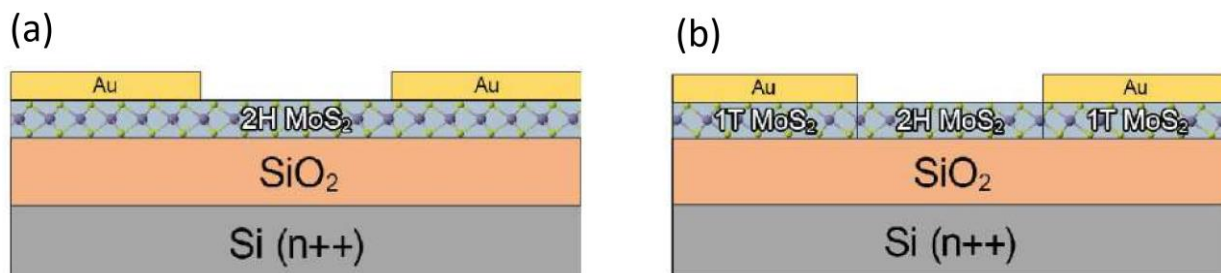 (a)
Au
Au
2H MoS₂
SiO₂
Si (n++)
(b)
Au
Au
1T MoS₂ 2H MoS₂ 1T MoS₂
SiO₂
Si (n++)